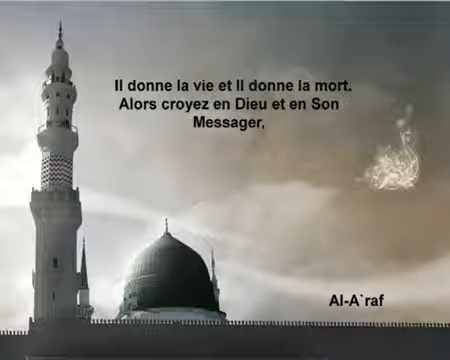 Il donne la vie et Il donne la mort.
Alors croyez en Dieu et en Son
Messager,
Al-A`raf